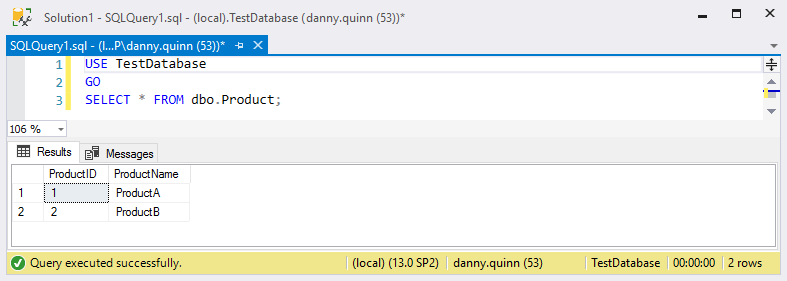 Solution1 - SQLQuery1.sql - (local).TestDatabase (danny.quinn (53))*
SQLQuery1.sql - (l...P\danny.quinn (53))*
1 USE TestDatabase
2 GO
3 SELECT * FROM dbo.Product;
106 %
Results Messages
ProductID ProductName
1 1 ProductA
2 2 ProductB
Query executed successfully. (local) (13.0 SP2) danny.quinn (53) TestDatabase 00:00:00 2 rows